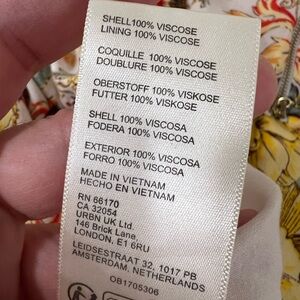 SHELL100% VISCOSE
LINING 100% VISCOSE
COQUILLE 100% VISCOSE
DOUBLURE 100% VISCOSE
OBERSTOFF 100% VISKOSE
FUTTER 100% VISKOSE
SHELL 100% VISCOSA
FODERA 100% VISCOSA
EXTERIOR 100% VISCOSA
FORRO 100% VISCOSA
MADE IN VIETNAM
HECHO EN VIETNAM
RN 66170
CA 32054
URBN UK Ltd.
146 Brick Lane,
LONDON. E1 6RU
LEIDSESTRAAT 32, 1017 PB
AMSTERDAM, NETHERLANDS
OB1705306